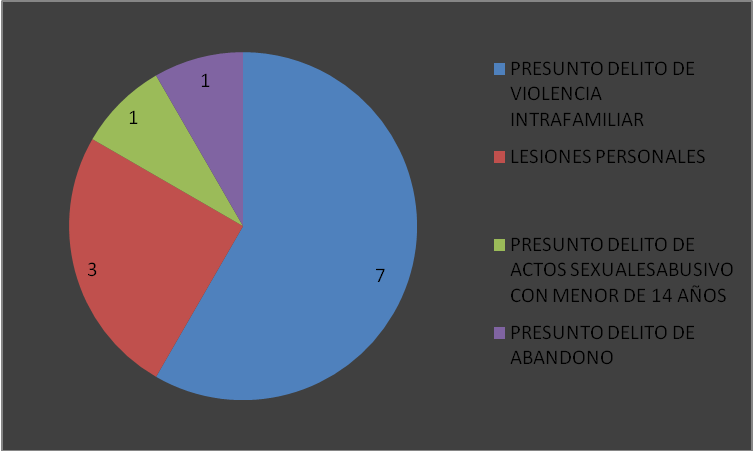 1
1
3
7
PRESUNTO DELITO DE
VIOLENCIA
INTRAFAMILIAR
LESIONES PERSONALES
PRESUNTO DELITO DE
ACTOS SEXUALESABUSIVO
CON MENOR DE 14 AÑOS
PRESUNTO DELITO DE
ABANDONO